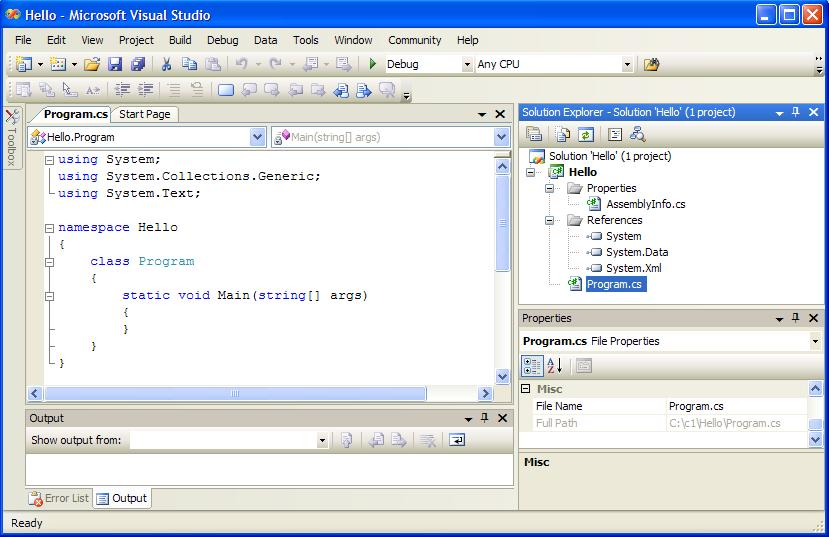 Hello - Microsoft Visual Studio
File Edit View Project Build Debug Data Tools Window Community Help
Debug Any CPU
Toolbox
Program.cs Start Page
Hello.Program Main(string[] args)
using System;
using System.Collections.Generic;
using System.Text;
namespace Hello
{
class Program
{
static void Main(string[] args)
{
}
}
}
Output
Show output from:
Error List Output
Solution Explorer - Solution 'Hello' (1 project)
Solution 'Hello' (1 project)
Hello
Properties
AssemblyInfo.cs
References
System
System.Data
System.Xml
Program.cs
Properties
Program.cs File Properties
Misc
File Name Program.cs
Full Path C:\c1\Hello\Program.cs
Misc
Ready